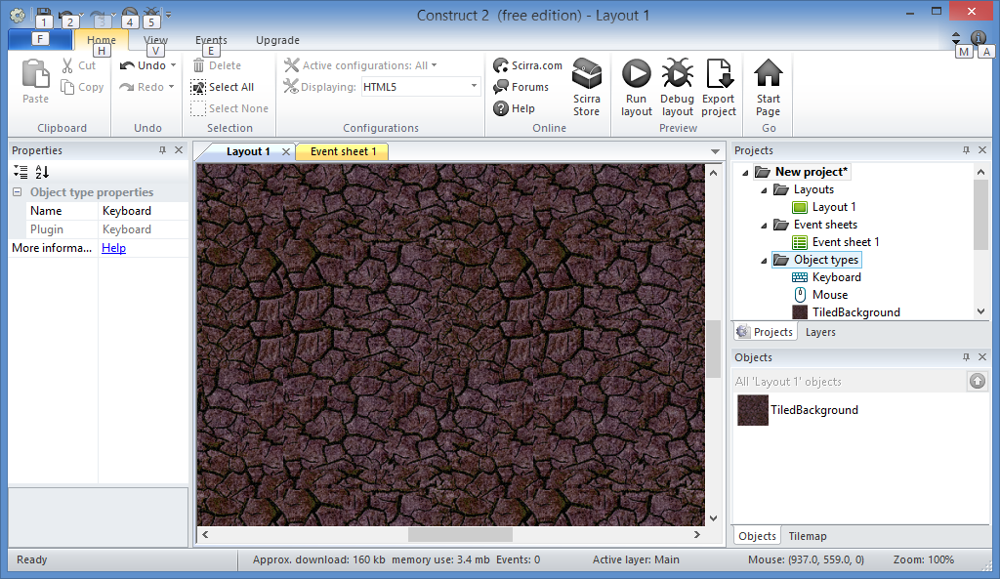 Construct 2 (free edition) - Layout 1
1 2 3 4 5
F Home View Events Upgrade
H V E M A
Paste
Cut
Copy
Clipboard
Undo
Redo
Undo
Delete
Select All
Select None
Selection
Active configurations: All
Displaying: HTML5
Configurations
Scirra.com
Forums
Help
Scirra
Store
Online
Run
layout
Debug
layout
Export
project
Preview
Start
Page
Go
Properties
Object type properties
Name Keyboard
Plugin Keyboard
More informa... Help
Layout 1 Event sheet 1
Projects
New project*
Layouts
Layout 1
Event sheets
Event sheet 1
Object types
Keyboard
Mouse
TiledBackground
Projects Layers
Objects
All 'Layout 1' objects
TiledBackground
Objects Tilemap
Ready Approx. download: 160 kb memory use: 3.4 mb Events: 0 Active layer: Main Mouse: (937.0, 559.0, 0) Zoom: 100%